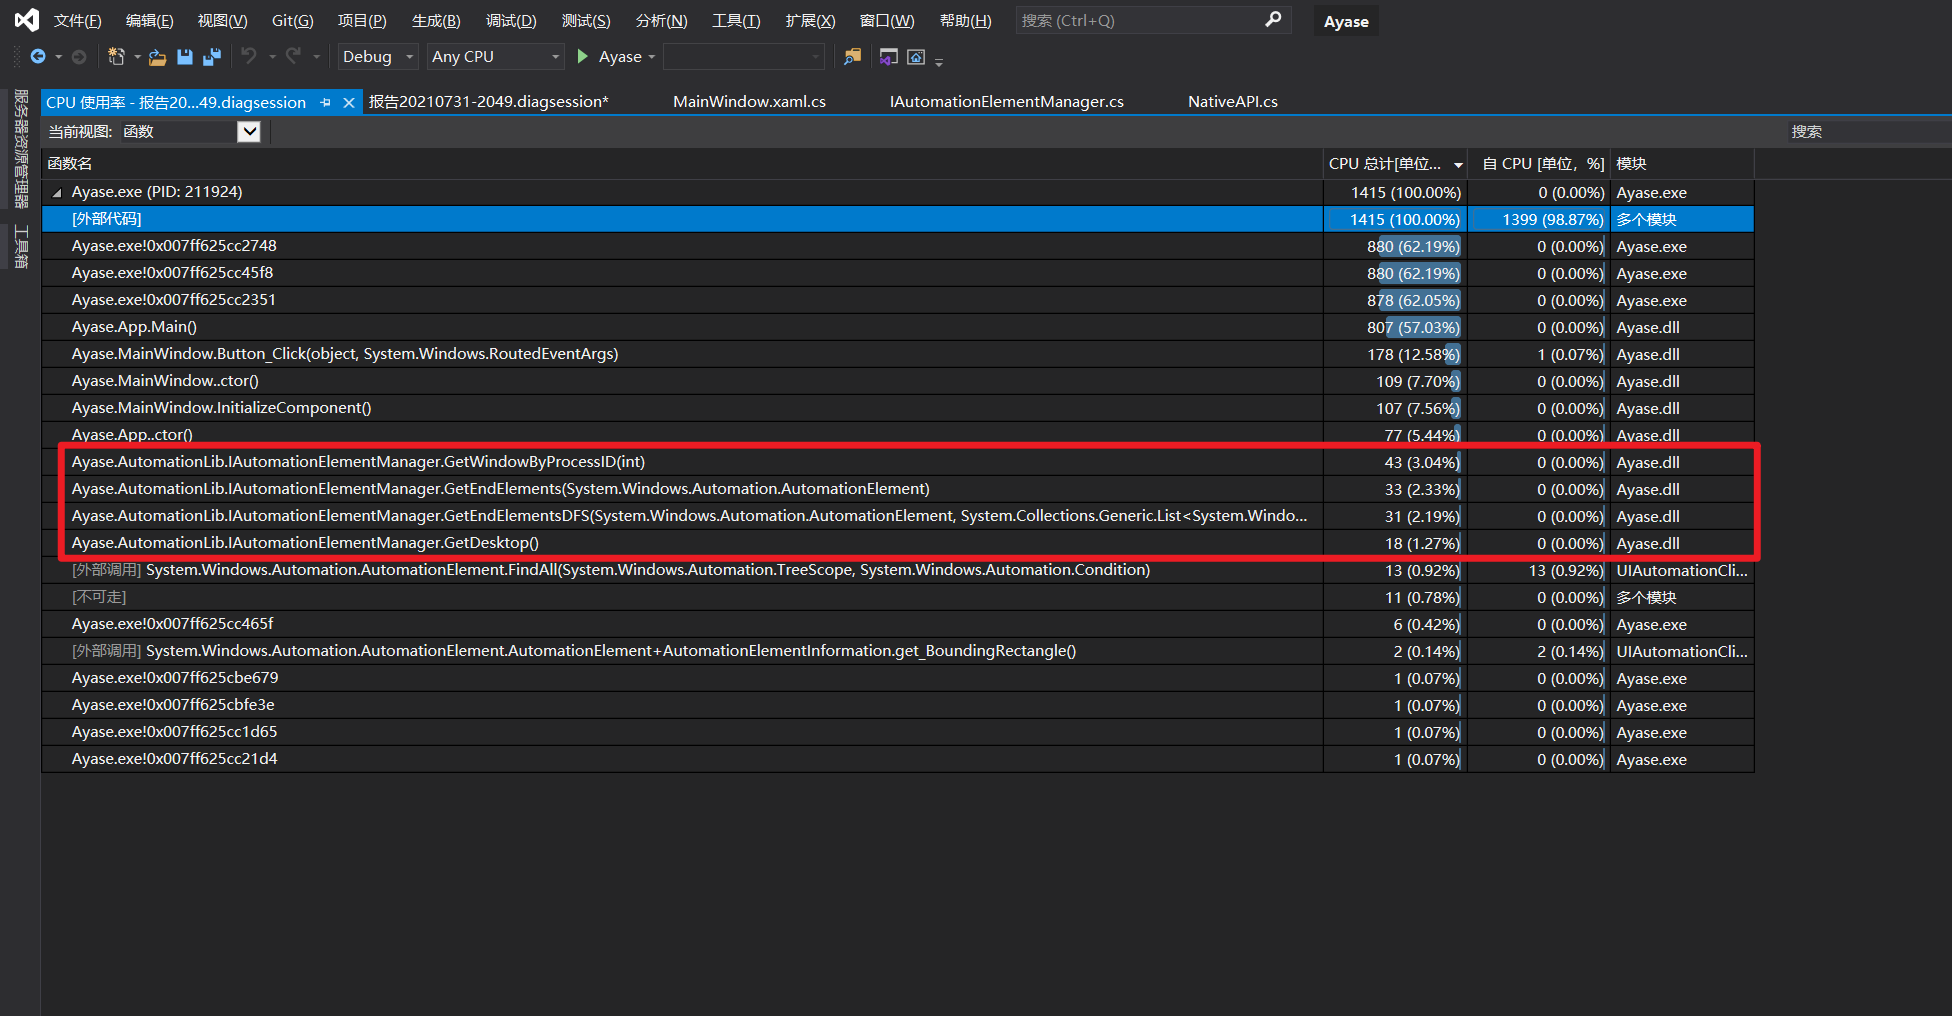 文件(F) 编辑(E) 视图(V) Git(G) 项目(P) 生成(B) 调试(D) 测试(S) 分析(N) 工具(T) 扩展(X) 窗口(W) 帮助(H) 搜索 (Ctrl+Q) Ayase
Debug Any CPU Ayase
服务器资源管理器
工具箱
CPU 使用率 - 报告20...49.diagsession 报告20210731-2049.diagsession* MainWindow.xaml.cs IAutomationElementManager.cs NativeAPI.cs
当前视图: 函数 搜索
函数名 CPU 总计[单位... 自 CPU [单位, %] 模块
Ayase.exe (PID: 211924) 1415 (100.00%) 0 (0.00%) Ayase.exe
[外部代码] 1415 (100.00%) 1399 (98.87%) 多个模块
Ayase.exe!0x007ff625cc2748 880 (62.19%) 0 (0.00%) Ayase.exe
Ayase.exe!0x007ff625cc45f8 880 (62.19%) 0 (0.00%) Ayase.exe
Ayase.exe!0x007ff625cc2351 878 (62.05%) 0 (0.00%) Ayase.exe
Ayase.App.Main() 807 (57.03%) 0 (0.00%) Ayase.dll
Ayase.MainWindow.Button_Click(object, System.Windows.RoutedEventArgs) 178 (12.58%) 1 (0.07%) Ayase.dll
Ayase.MainWindow..ctor() 109 (7.70%) 0 (0.00%) Ayase.dll
Ayase.MainWindow.InitializeComponent() 107 (7.56%) 0 (0.00%) Ayase.dll
Ayase.App..ctor() 77 (5.44%) 0 (0.00%) Ayase.dll
Ayase.AutomationLib.IAutomationElementManager.GetWindowByProcessID(int) 43 (3.04%) 0 (0.00%) Ayase.dll
Ayase.AutomationLib.IAutomationElementManager.GetEndElements(System.Windows.Automation.AutomationElement) 33 (2.33%) 0 (0.00%) Ayase.dll
Ayase.AutomationLib.IAutomationElementManager.GetEndElementsDFS(System.Windows.Automation.AutomationElement, System.Collections.Generic.List<System.Windo... 31 (2.19%) 0 (0.00%) Ayase.dll
Ayase.AutomationLib.IAutomationElementManager.GetDesktop() 18 (1.27%) 0 (0.00%) Ayase.dll
[外部调用] System.Windows.Automation.AutomationElement.FindAll(System.Windows.Automation.TreeScope, System.Windows.Automation.Condition) 13 (0.92%) 13 (0.92%) UIAutomationCli...
[不可走] 11 (0.78%) 0 (0.00%) 多个模块
Ayase.exe!0x007ff625cc465f 6 (0.42%) 0 (0.00%) Ayase.exe
[外部调用] System.Windows.Automation.AutomationElement.AutomationElement+AutomationElementInformation.get_BoundingRectangle() 2 (0.14%) 2 (0.14%) UIAutomationCli...
Ayase.exe!0x007ff625cbe679 1 (0.07%) 0 (0.00%) Ayase.exe
Ayase.exe!0x007ff625cbfe3e 1 (0.07%) 0 (0.00%) Ayase.exe
Ayase.exe!0x007ff625cc1d65 1 (0.07%) 0 (0.00%) Ayase.exe
Ayase.exe!0x007ff625cc21d4 1 (0.07%) 0 (0.00%) Ayase.exe